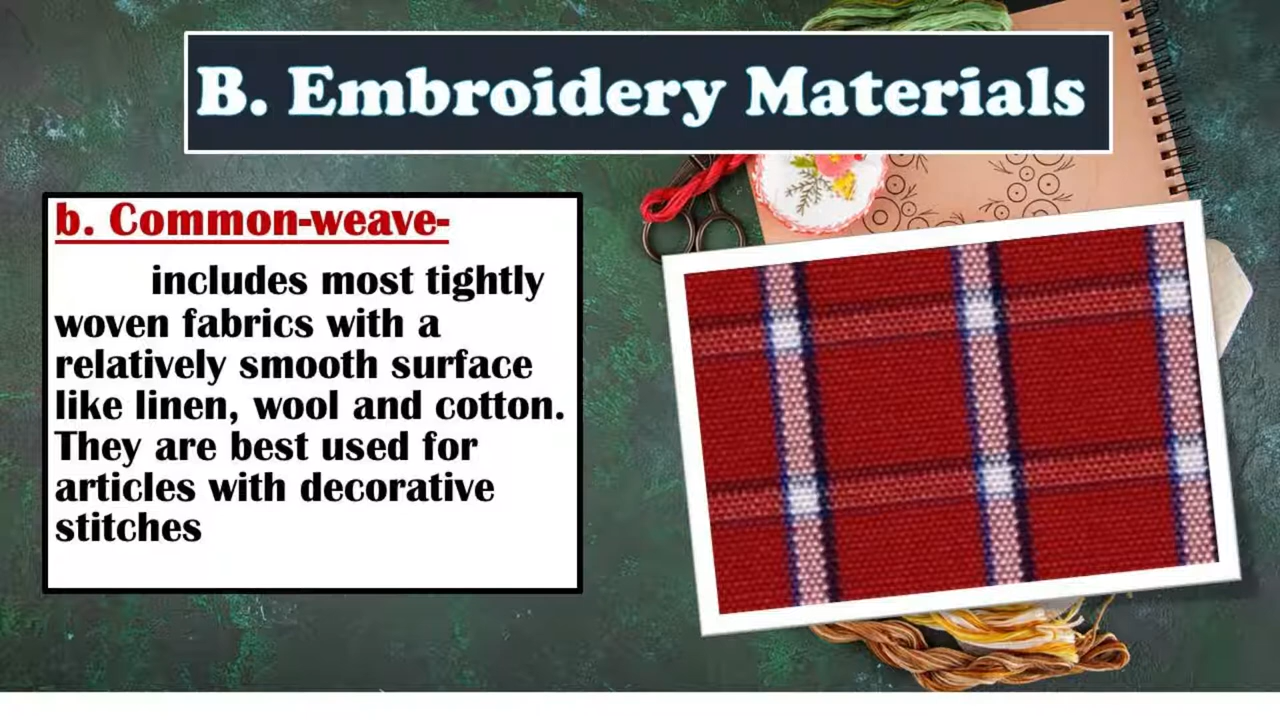 B. Embroidery Materials
b. Common-weave-
includes most tightly
woven fabrics with a
relatively smooth surface
like linen, wool and cotton.
They are best used for
articles with decorative
stitches